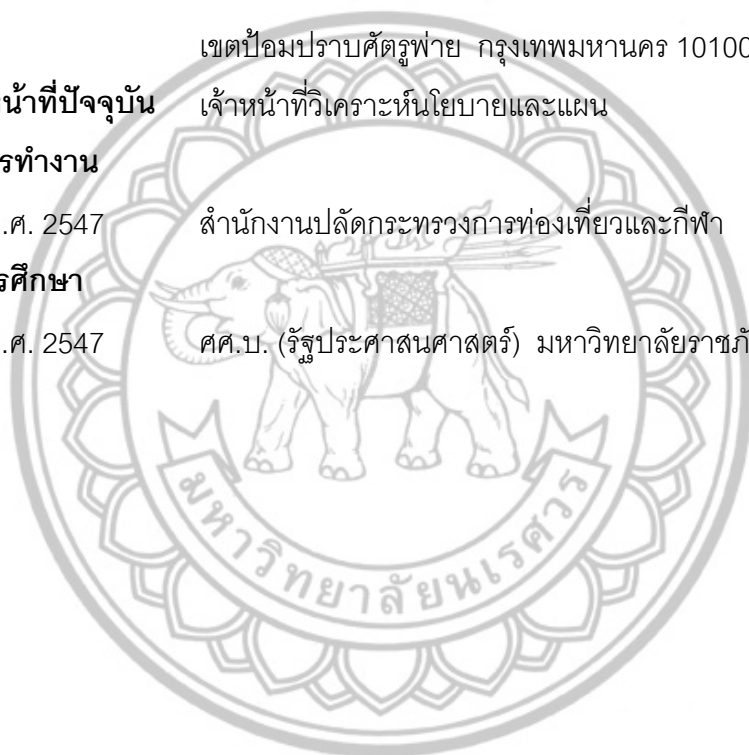 เขตป้อมปราบศัตรูพ่าย กรุงเทพมหานคร 10100
น้าที่ปัจจุบัน เจ้าหน้าที่วิเคราะห์นโยบายและแผน
รทำงาน
.ศ. 2547 สำนักงานปลัดกระทรวงการท่องเที่ยวและกีฬา
รศึกษา
.ศ. 2547 ศศ.บ. (รัฐประศาสนศาสตร์) มหาวิทยาลัยราชภั
มหาวิทยาลัยนเรศวร